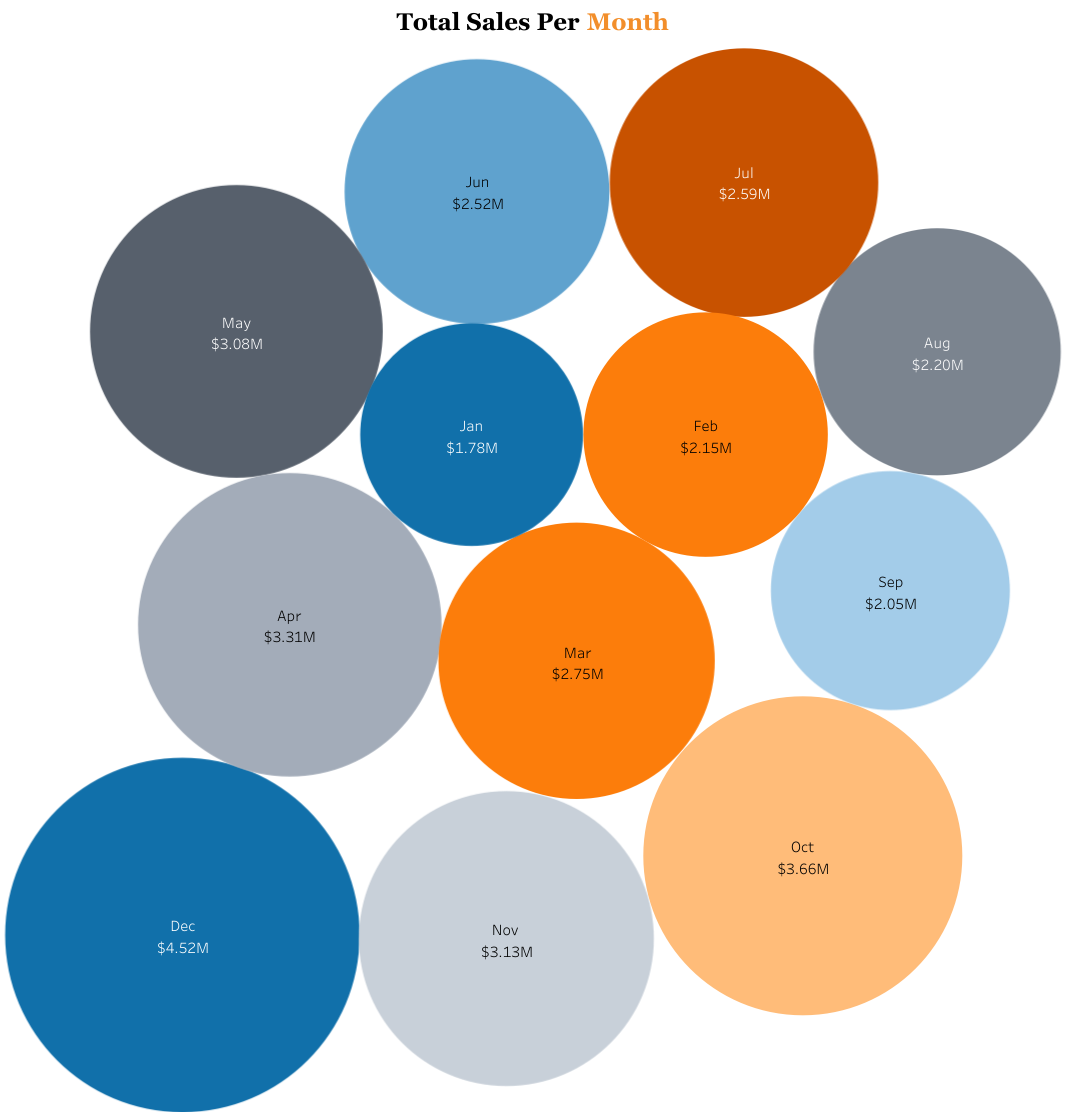 Total Sales Per Month
Jun
$2.52M
Jul
$2.59M
May
$3.08M
Aug
$2.20M
Jan
$1.78M
Feb
$2.15M
Sep
$2.05M
Apr
$3.31M
Mar
$2.75M
Oct
$3.66M
Dec
$4.52M
Nov
$3.13M